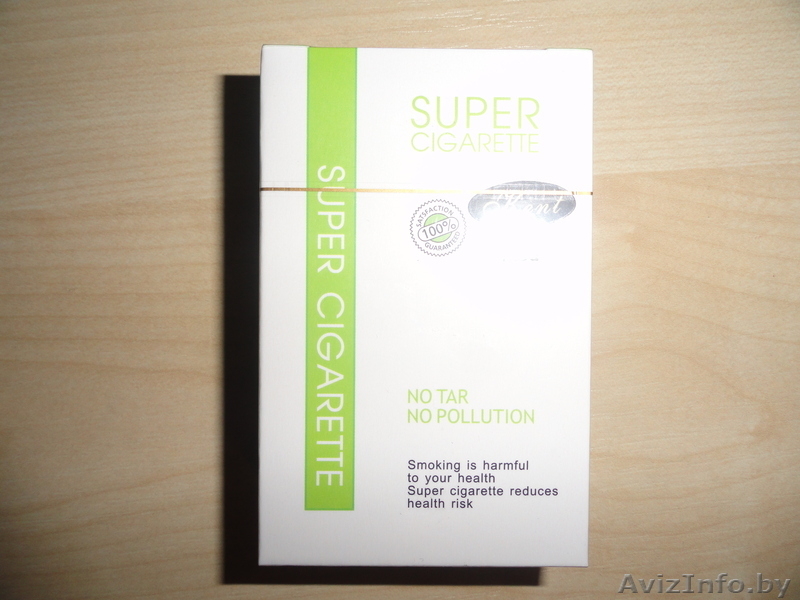 SUPER
CIGARETTE
SUPER CIGARETTE
SATISFACTION
100%
GUARANTEED
NO TAR
NO POLLUTION
Smoking is harmful
to your health
Super cigarette reduces
health risk
AvizInfo.by